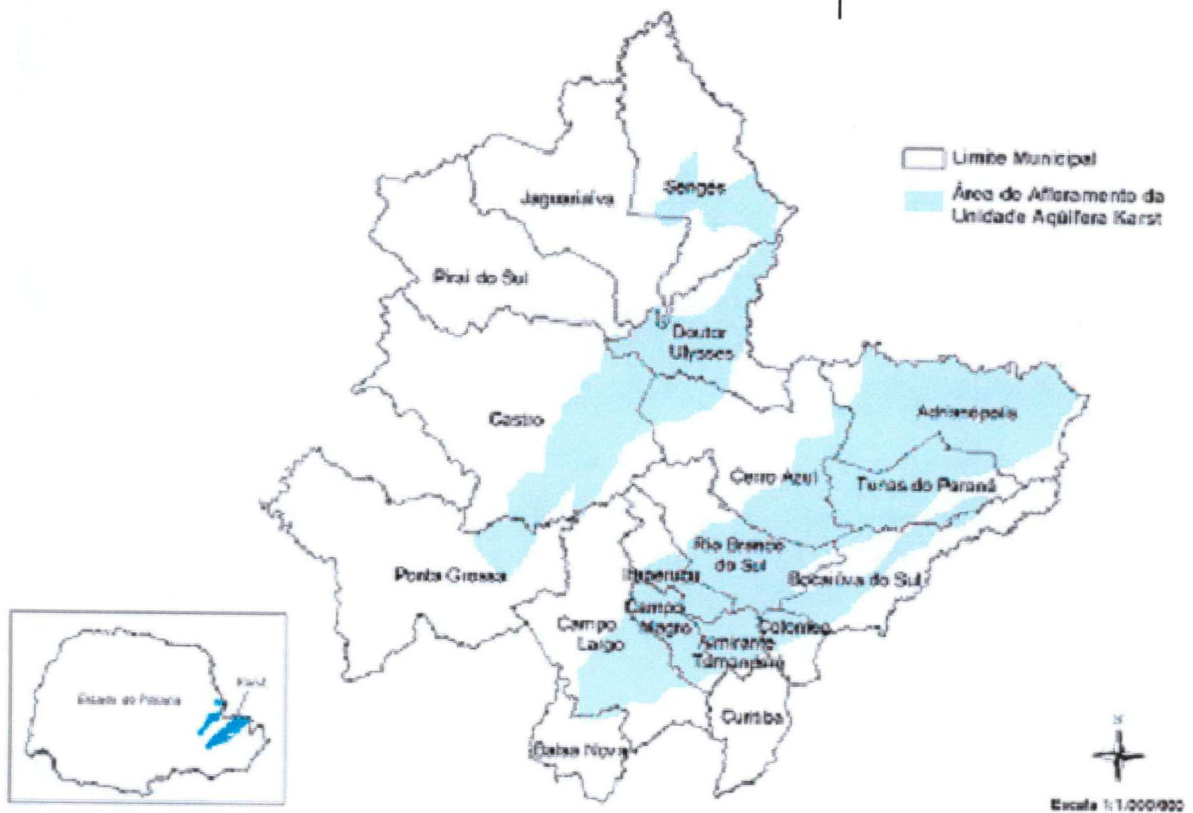 Limite Municipal
Área de Afloramento da
Unidade Aqüífera Karst
Sengés
Jaguariaíva
Piraí do Sul
Doutor
Ulysses
Castro
Adrianópolis
Cerro Azul
Tunas do Paraná
Rio Branco
do Sul
Bocaiúva do Sul
Ponta Grossa
Itaperuçu
Campo
Magro
Campo
Largo
Colombo
Almirante
Tamandaré
Curitiba
Balsa Nova
Estado do Paraná
Karst
Escala 1:1.000.000